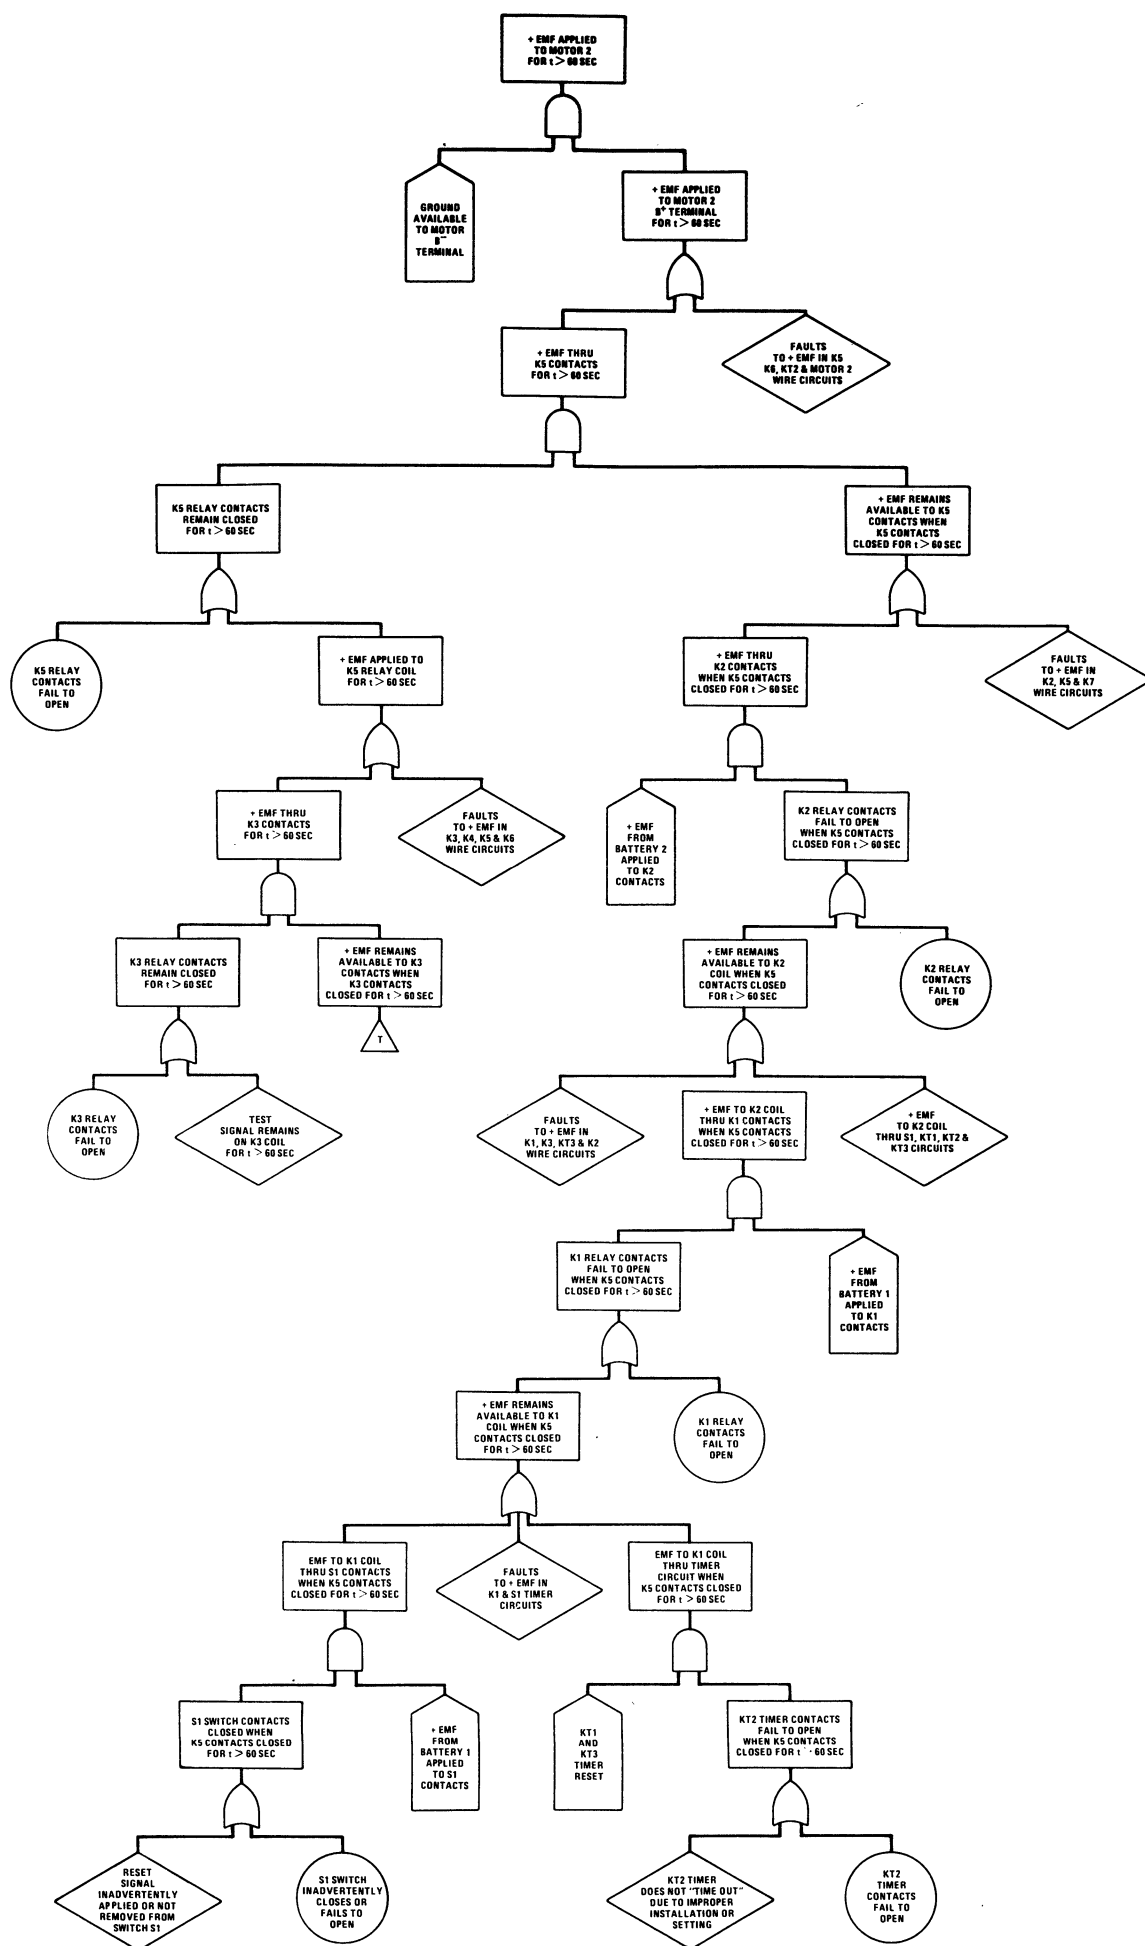 + EMF APPLIED
TO MOTOR 2
FOR t > 60 SEC
GROUND
AVAILABLE
TO MOTOR
B−
TERMINAL
+ EMF APPLIED
TO MOTOR 2
B+ TERMINAL
FOR t > 60 SEC
+ EMF THRU
K5 CONTACTS
FOR t > 60 SEC
FAULTS
TO + EMF IN K5
K6, KT2 & MOTOR 2
WIRE CIRCUITS
K5 RELAY CONTACTS
REMAIN CLOSED
FOR t > 60 SEC
+ EMF REMAINS
AVAILABLE TO K5
CONTACTS WHEN
K5 CONTACTS
CLOSED FOR t > 60 SEC
K5 RELAY
CONTACTS
FAIL TO
OPEN
+ EMF APPLIED TO
K5 RELAY COIL
FOR t > 60 SEC
+ EMF THRU
K2 CONTACTS
WHEN K5 CONTACTS
CLOSED FOR t > 60 SEC
FAULTS
TO + EMF IN
K2, K5 & K7
WIRE CIRCUITS
+ EMF THRU
K3 CONTACTS
FOR t > 60 SEC
FAULTS
TO + EMF IN
K3, K4, K5 & K6
WIRE CIRCUITS
+ EMF
FROM
BATTERY 2
APPLIED
TO K2
CONTACTS
K2 RELAY CONTACTS
FAIL TO OPEN
WHEN K5 CONTACTS
CLOSED FOR t > 60 SEC
K3 RELAY CONTACTS
REMAIN CLOSED
FOR t > 60 SEC
+ EMF REMAINS
AVAILABLE TO K3
CONTACTS WHEN
K3 CONTACTS
CLOSED FOR t > 60 SEC
T
+ EMF REMAINS
AVAILABLE TO K2
COIL WHEN K5
CONTACTS CLOSED
FOR t > 60 SEC
K2 RELAY
CONTACTS
FAIL TO
OPEN
K3 RELAY
CONTACTS
FAIL TO
OPEN
TEST
SIGNAL REMAINS
ON K3 COIL
FOR t > 60 SEC
FAULTS
TO + EMF IN
K1, K3, KT3 & K2
WIRE CIRCUITS
+ EMF TO K2 COIL
THRU K1 CONTACTS
WHEN K5 CONTACTS
CLOSED FOR t > 60 SEC
+ EMF
TO K2 COIL
THRU S1, KT1, KT2 &
KT3 CIRCUITS
K1 RELAY CONTACTS
FAIL TO OPEN
WHEN K5 CONTACTS
CLOSED FOR t > 60 SEC
+ EMF
FROM
BATTERY 1
APPLIED
TO K1
CONTACTS
+ EMF REMAINS
AVAILABLE TO K1
COIL WHEN K5
CONTACTS CLOSED
FOR t > 60 SEC
K1 RELAY
CONTACTS
FAIL TO
OPEN
EMF TO K1 COIL
THRU S1 CONTACTS
WHEN K5 CONTACTS
CLOSED FOR t > 60 SEC
FAULTS
TO + EMF IN
K1 & S1 TIMER
CIRCUITS
EMF TO K1 COIL
THRU TIMER
CIRCUIT WHEN
K5 CONTACTS CLOSED
FOR t > 60 SEC
S1 SWITCH CONTACTS
CLOSED WHEN
K5 CONTACTS CLOSED
FOR t > 60 SEC
+ EMF
FROM
BATTERY 1
APPLIED
TO S1
CONTACTS
KT1
AND
KT3
TIMER
RESET
KT2 TIMER CONTACTS
FAIL TO OPEN
WHEN K5 CONTACTS
CLOSED FOR t 60 SEC
RESET
SIGNAL
INADVERTENTLY
APPLIED OR NOT
REMOVED FROM
SWITCH S1
S1 SWITCH
INADVERTENTLY
CLOSES OR
FAILS TO
OPEN
KT2 TIMER
DOES NOT "TIME OUT"
DUE TO IMPROPER
INSTALLATION OR
SETTING
KT2
TIMER
CONTACTS
FAIL TO
OPEN